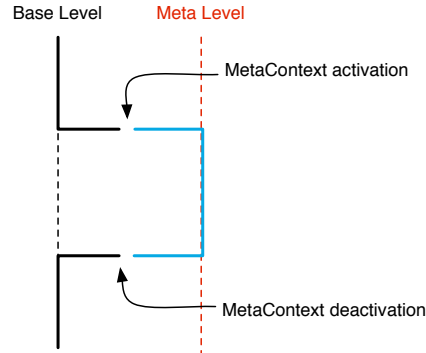 Base Level
Meta Level
MetaContext activation
MetaContext deactivation